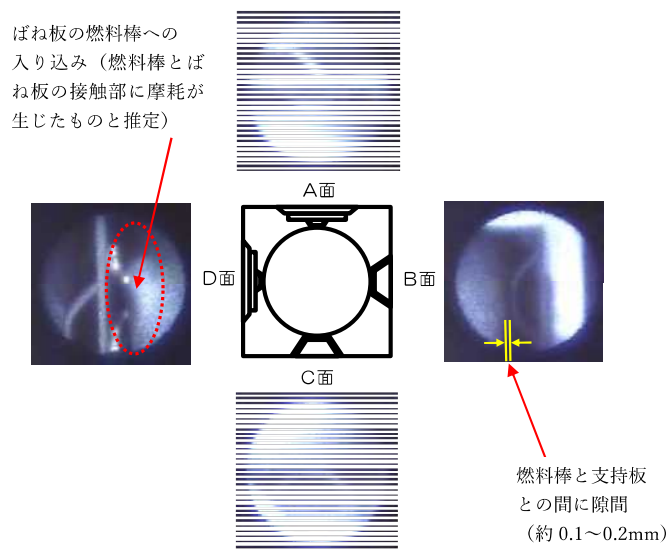 ばね板の燃料棒への
入り込み（燃料棒とば
ね板の接触部に摩耗が
生じたものと推定）
A面
D面
B面
C面
燃料棒と支持板
との間に隙間
（約 0.1～0.2mm）